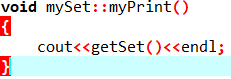 void mySet::myPrint()
{
    cout<<getSet()<<endl;
}